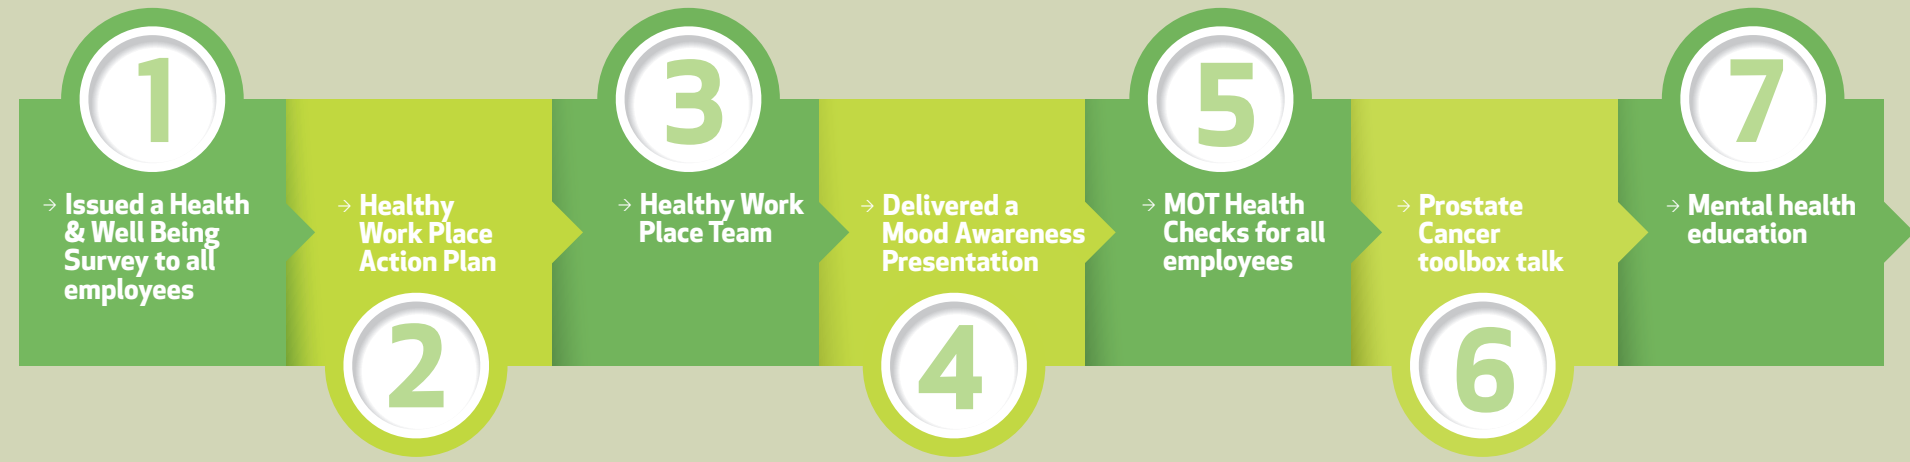 1
→ Issued a Health
& Well Being
Survey to all
employees
2
→ Healthy
Work Place
Action Plan
3
→ Healthy Work
Place Team
4
→ Delivered a
Mood Awareness
Presentation
5
→ MOT Health
Checks for all
employees
6
→ Prostate
Cancer
toolbox talk
7
→ Mental health
education